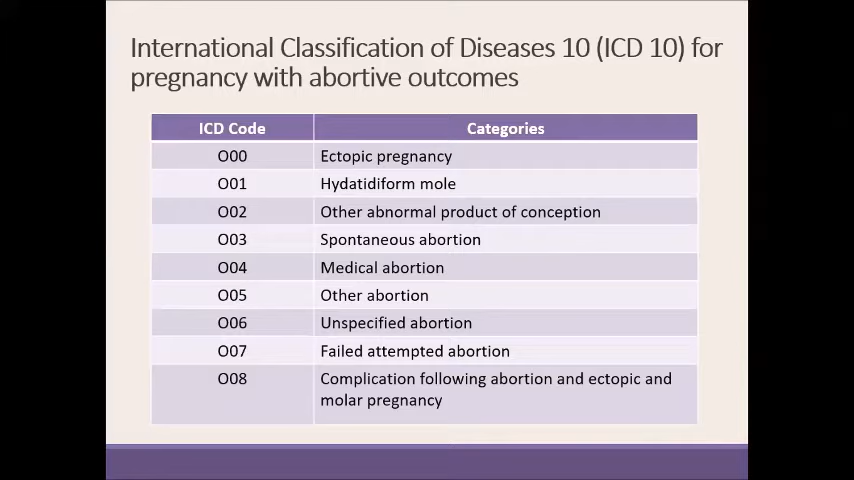 International Classification of Diseases 10 (ICD 10) for
pregnancy with abortive outcomes
ICD Code Categories
O00 Ectopic pregnancy
O01 Hydatidiform mole
O02 Other abnormal product of conception
O03 Spontaneous abortion
O04 Medical abortion
O05 Other abortion
O06 Unspecified abortion
O07 Failed attempted abortion
O08 Complication following abortion and ectopic and
molar pregnancy